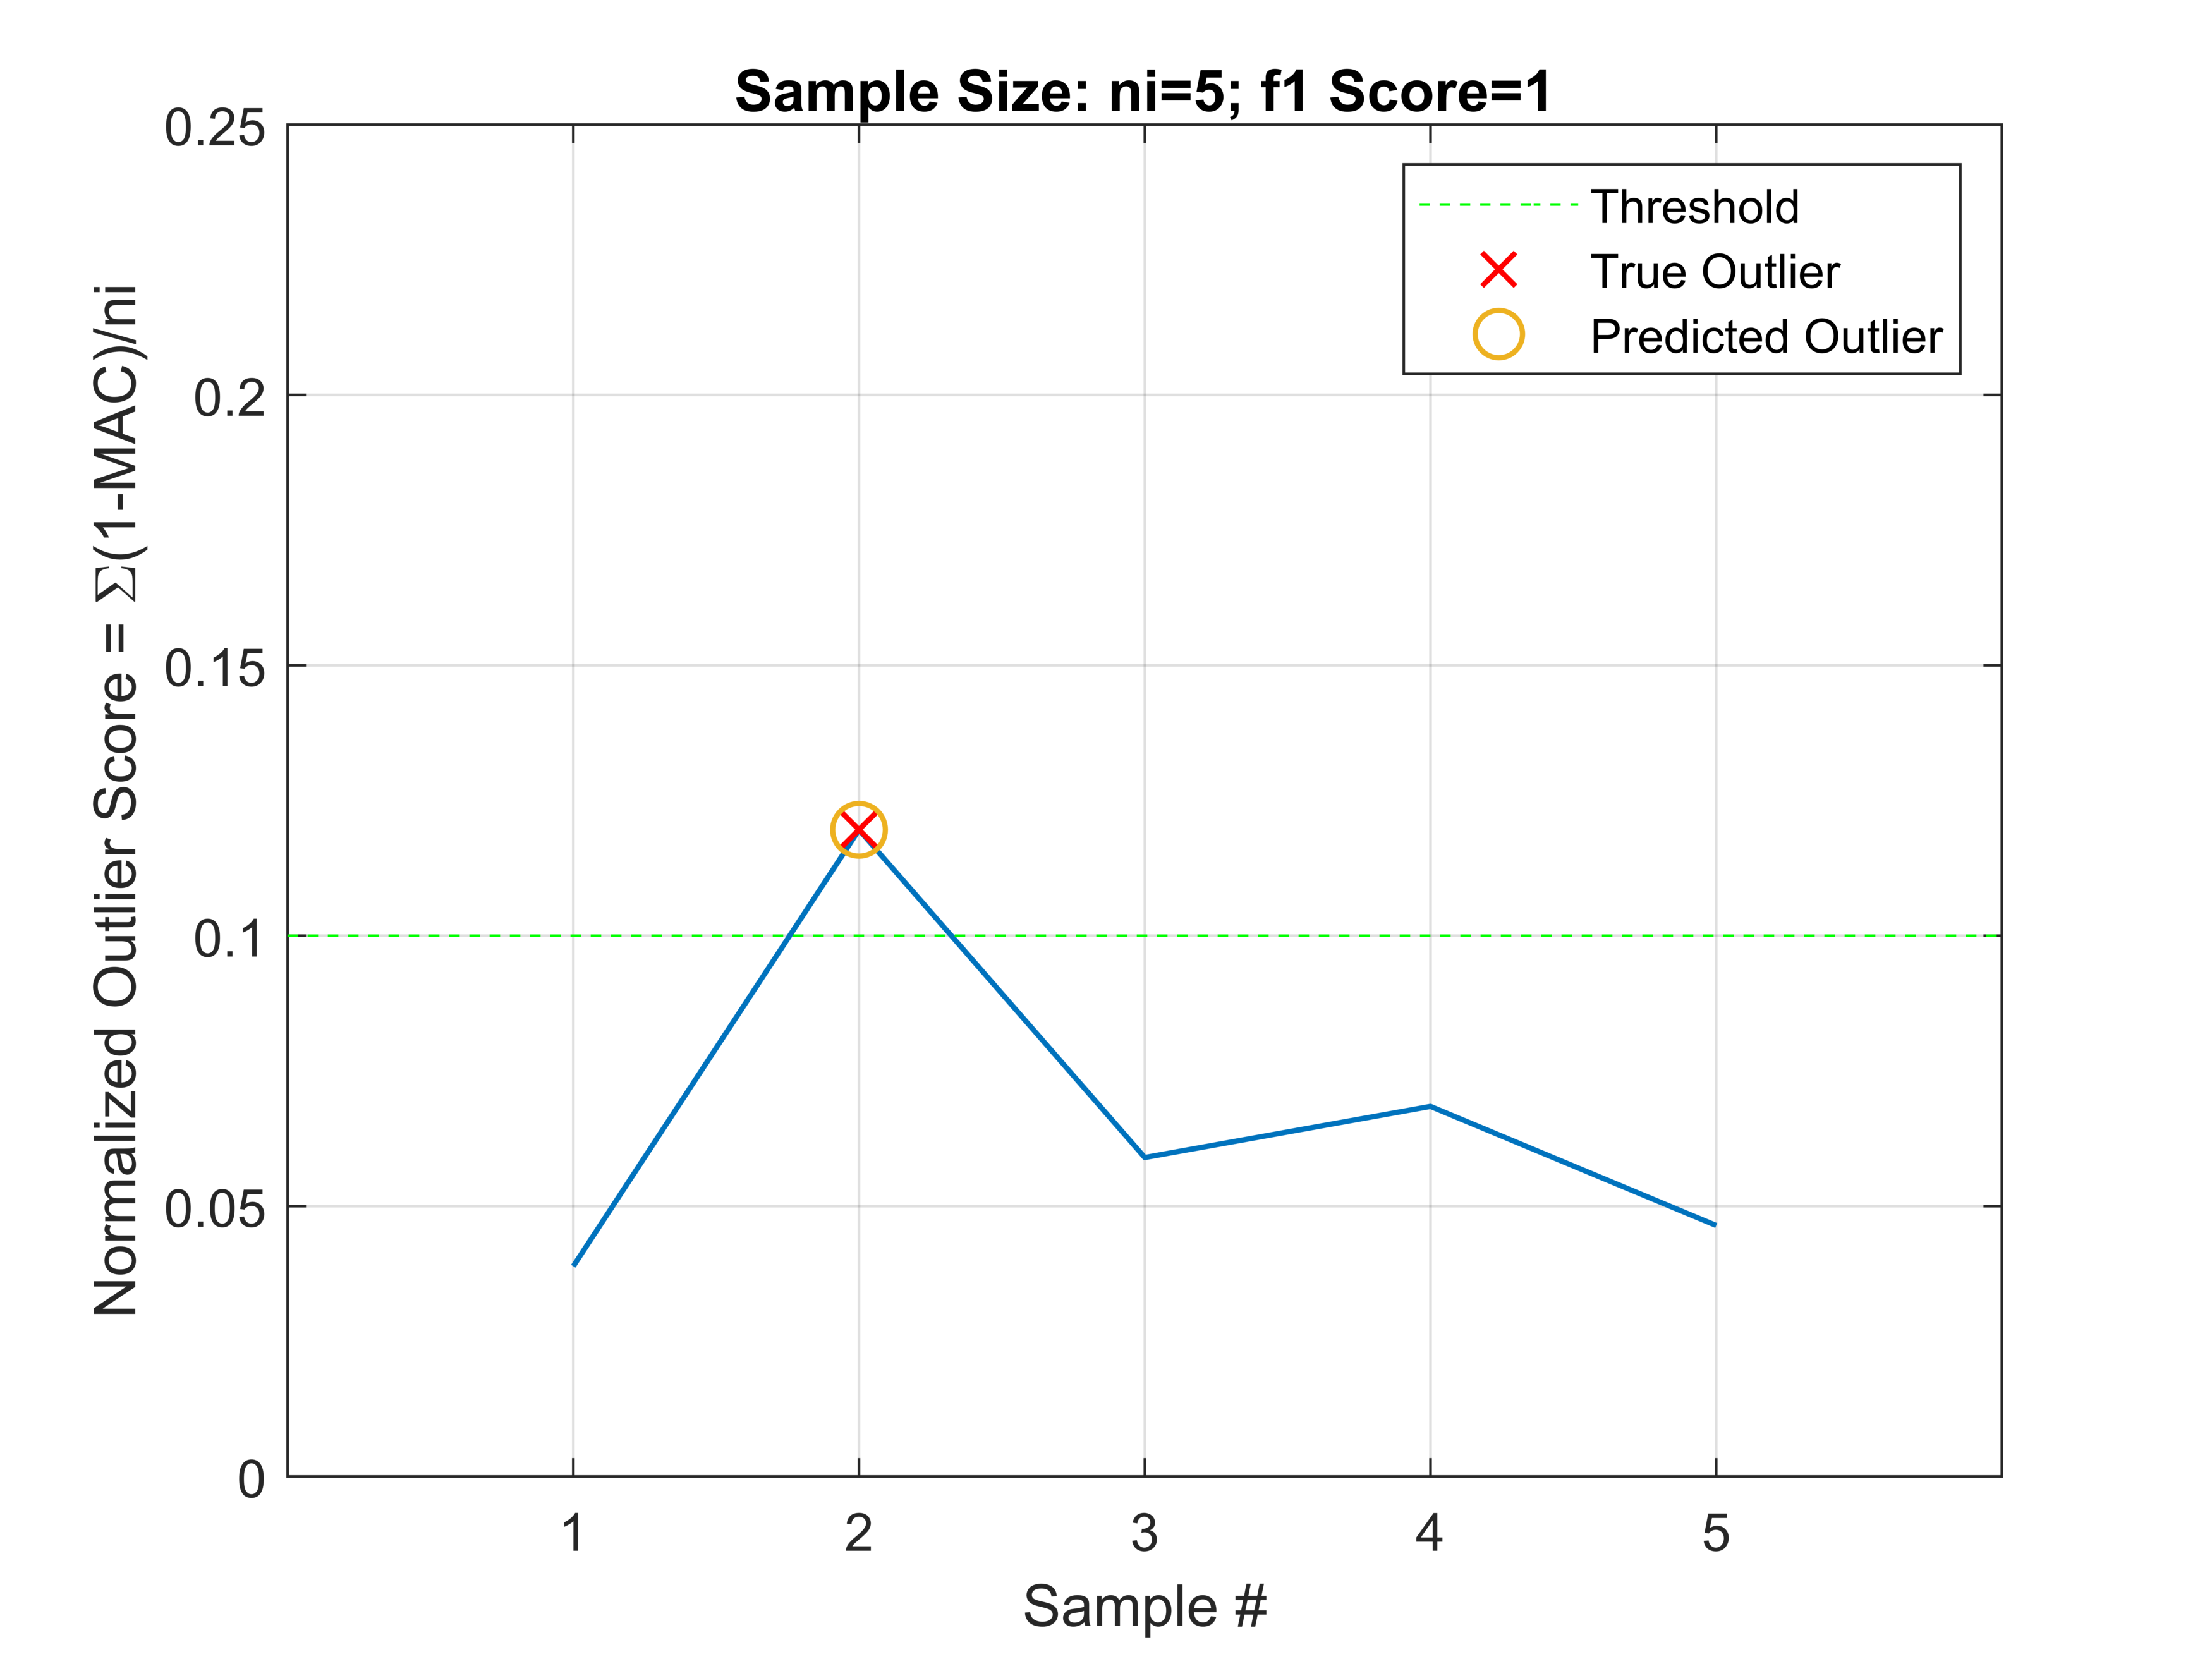 Sample Size: ni=5; f1 Score=1
Threshold
True Outlier
Predicted Outlier
Normalized Outlier Score = Σ(1-MAC)/ni
0.25
0.2
0.15
0.1
0.05
0
1 2 3 4 5
Sample #